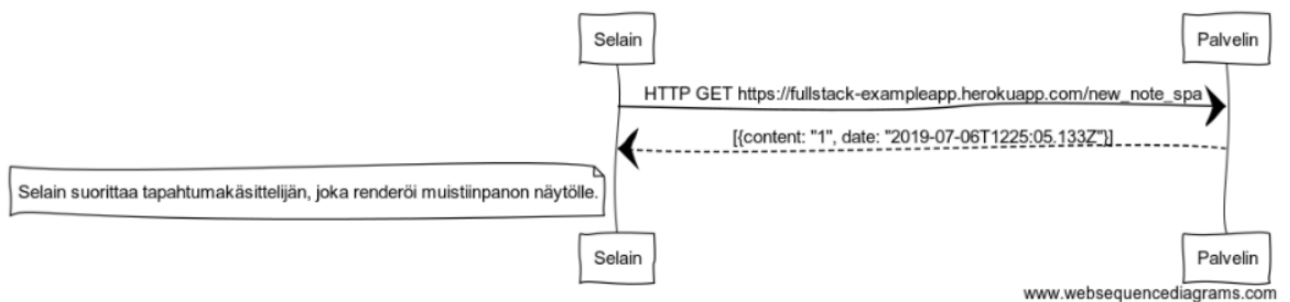 Selain
Palvelin
HTTP GET https://fullstack-exampleapp.herokuapp.com/new_note_spa
[{content: "1", date: "2019-07-06T1225:05.133Z"}]
Selain suorittaa tapahtumakäsittelijän, joka renderöi muistiinpanon näytölle.
Selain
Palvelin
www.websequencediagrams.com